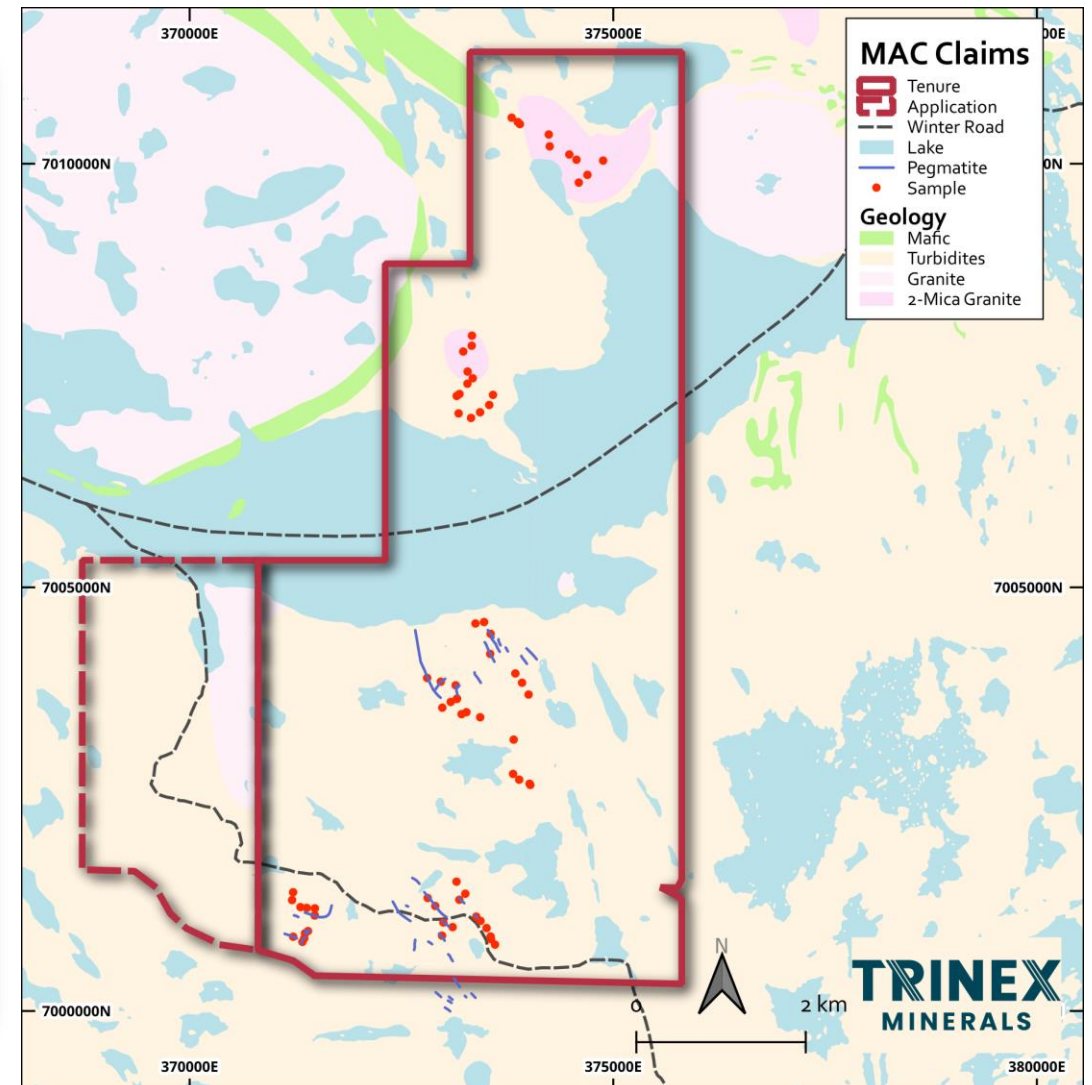 370000E
375000E
0E
MAC Claims
Tenure
Application
Winter Road
Lake
Pegmatite
Sample
Geology
Mafic
Turbidites
Granite
2-Mica Granite
7010000N
N
7005000N
7005000N
7000000N
N
0
2 km
TRINEX
MINERALS
370000E
375000E
380000E